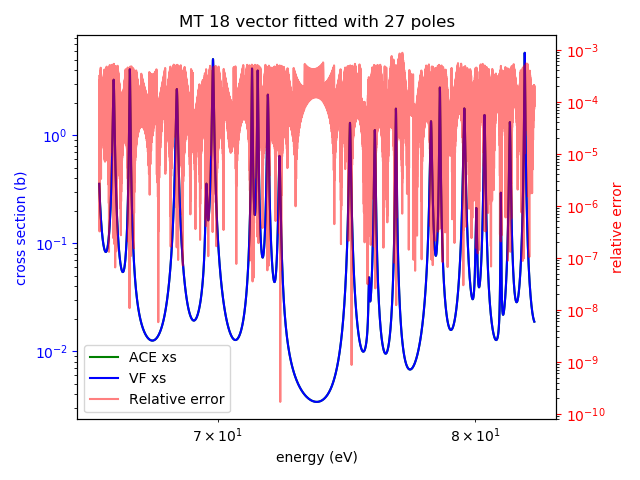 MT 18 vector fitted with 27 poles
cross section (b)
10⁰
10⁻¹
10⁻²
ACE xs
VF xs
Relative error
7 × 10¹
8 × 10¹
energy (eV)
10⁻³
10⁻⁴
10⁻⁵
10⁻⁶
10⁻⁷
10⁻⁸
10⁻⁹
10⁻¹⁰
relative error